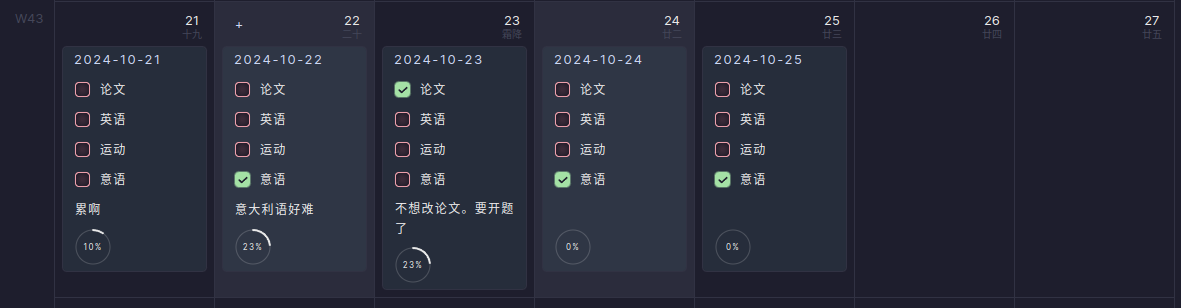 W43
21
十九
+
22
二十
23
霜降
24
廿二
25
廿三
26
廿四
27
廿五
2024-10-21
论文
英语
运动
意语
累啊
10%
2024-10-22
论文
英语
运动
意语
意大利语好难
23%
2024-10-23
论文
英语
运动
意语
不想改论文。要开题
了
23%
2024-10-24
论文
英语
运动
意语
0%
2024-10-25
论文
英语
运动
意语
0%